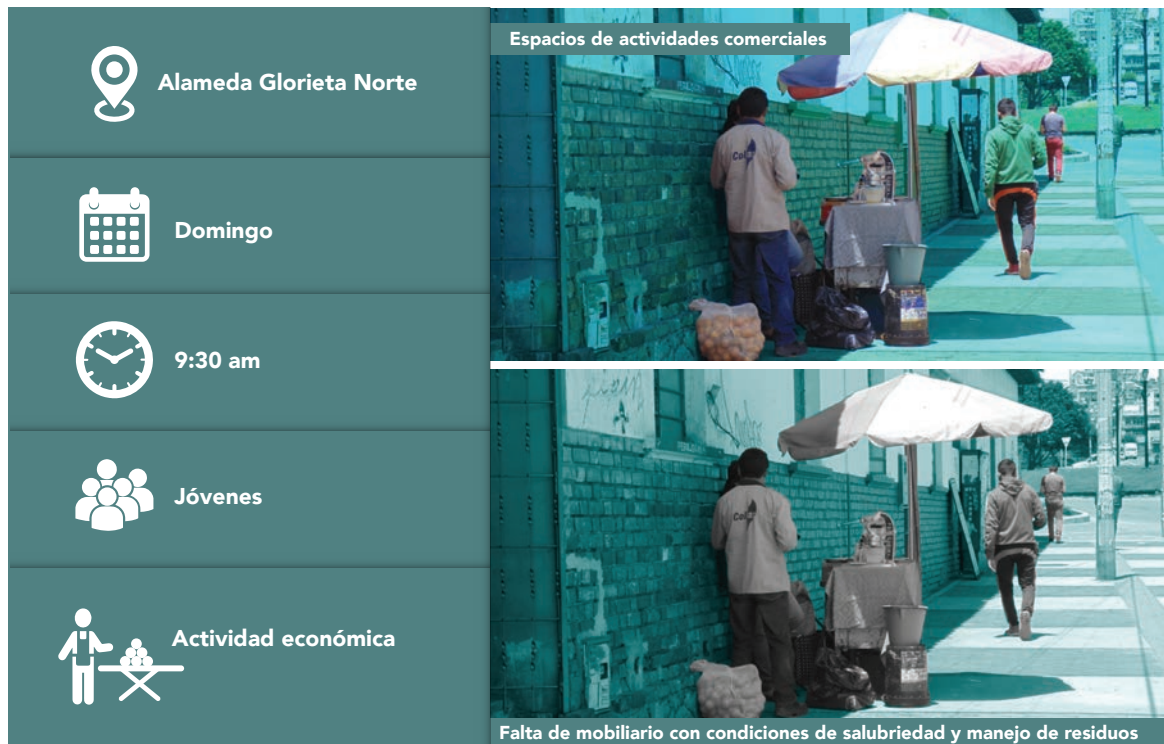 Alameda Glorieta Norte
Domingo
9:30 am
Jóvenes
Actividad económica
Espacios de actividades comerciales
Falta de mobiliario con condiciones de salubriedad y manejo de residuos